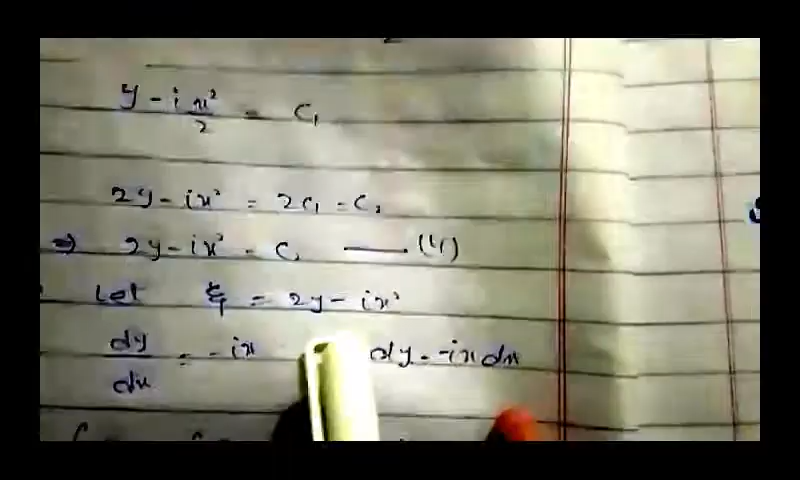 y - i x²/2 = C₁
2y - ix² = 2C₁ = C₂
⇒ 2y - ix² = C₂ —— (4)
Let ξ = 2y - ix²
dy/dx = -ix dy = -ix dx